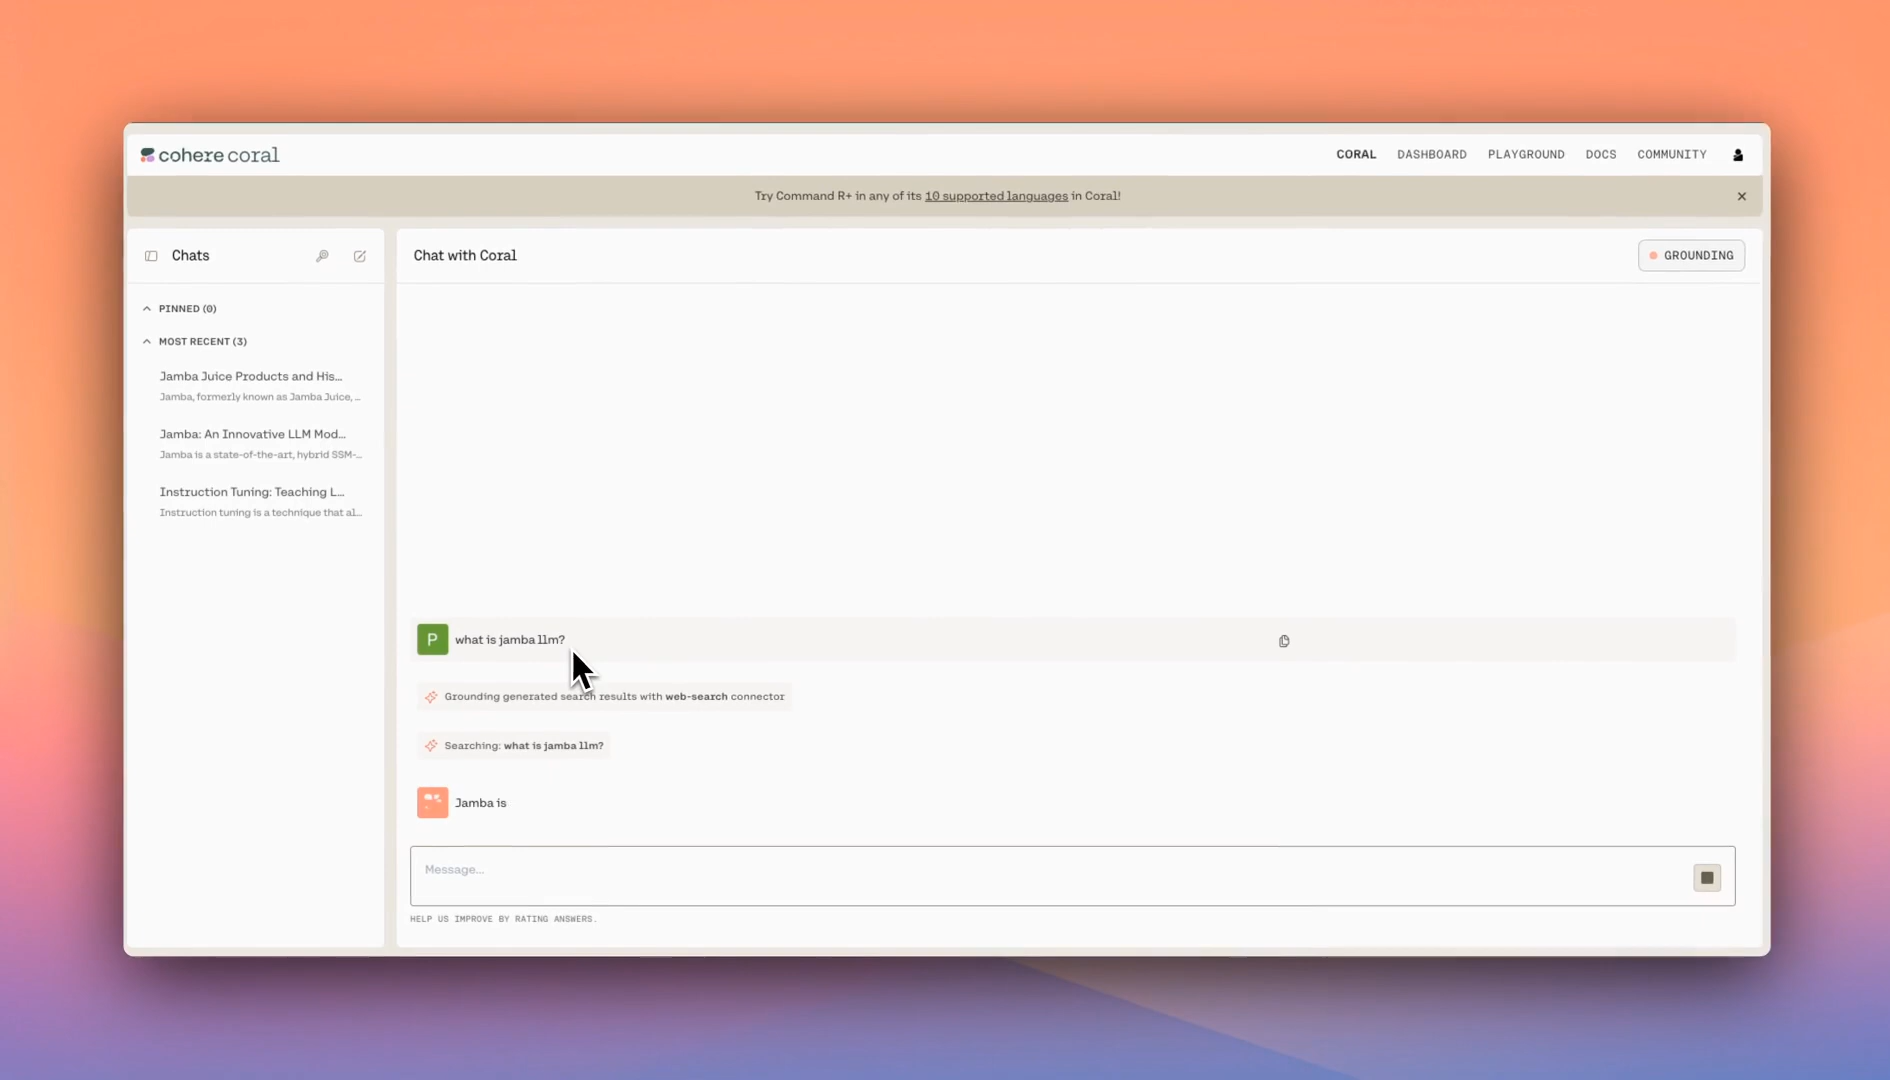 cohere coral
CORAL DASHBOARD PLAYGROUND DOCS COMMUNITY
Try Command R+ in any of its 10 supported languages in Coral!
Chats
Chat with Coral
GROUNDING
PINNED (0)
MOST RECENT (3)
Jamba Juice Products and His...
Jamba, formerly known as Jamba Juice, ...
Jamba: An Innovative LLM Mod...
Jamba is a state-of-the-art, hybrid SSM-...
Instruction Tuning: Teaching L...
Instruction tuning is a technique that al...
P
what is jamba llm?
Grounding generated search results with web-search connector
Searching: what is jamba llm?
Jamba is
Message...
HELP US IMPROVE BY RATING ANSWERS.